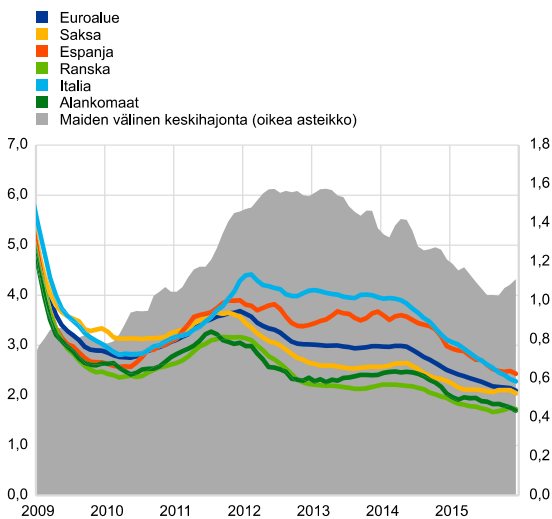 Euroalue
Saksa
Espanja
Ranska
Italia
Alankomaat
Maiden välinen keskihajonta (oikea asteikko)
7,0 1,8
6,0 1,6
5,0 1,4
4,0 1,2
3,0 1,0
2,0 0,8
1,0 0,6
0,0 0,4
0,2
0,0
2009 2010 2011 2012 2013 2014 2015